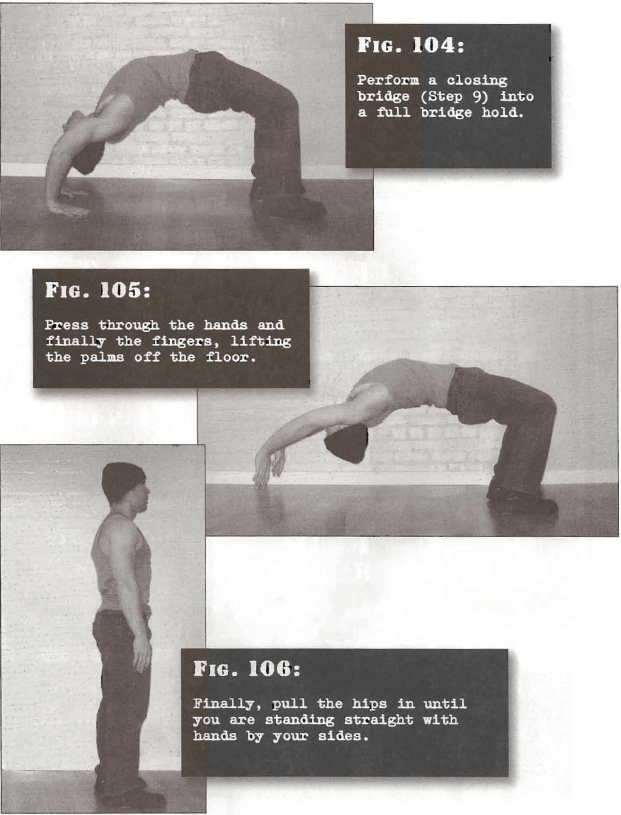 FIG. 104:
Perform a closing
bridge (Step 9) into
a full bridge hold.
FIG. 105:
Press through the hands and
finally the fingers, lifting
the palms off the floor.
FIG. 106:
Finally, pull the hips in until
you are standing straight with
hands by your sides.